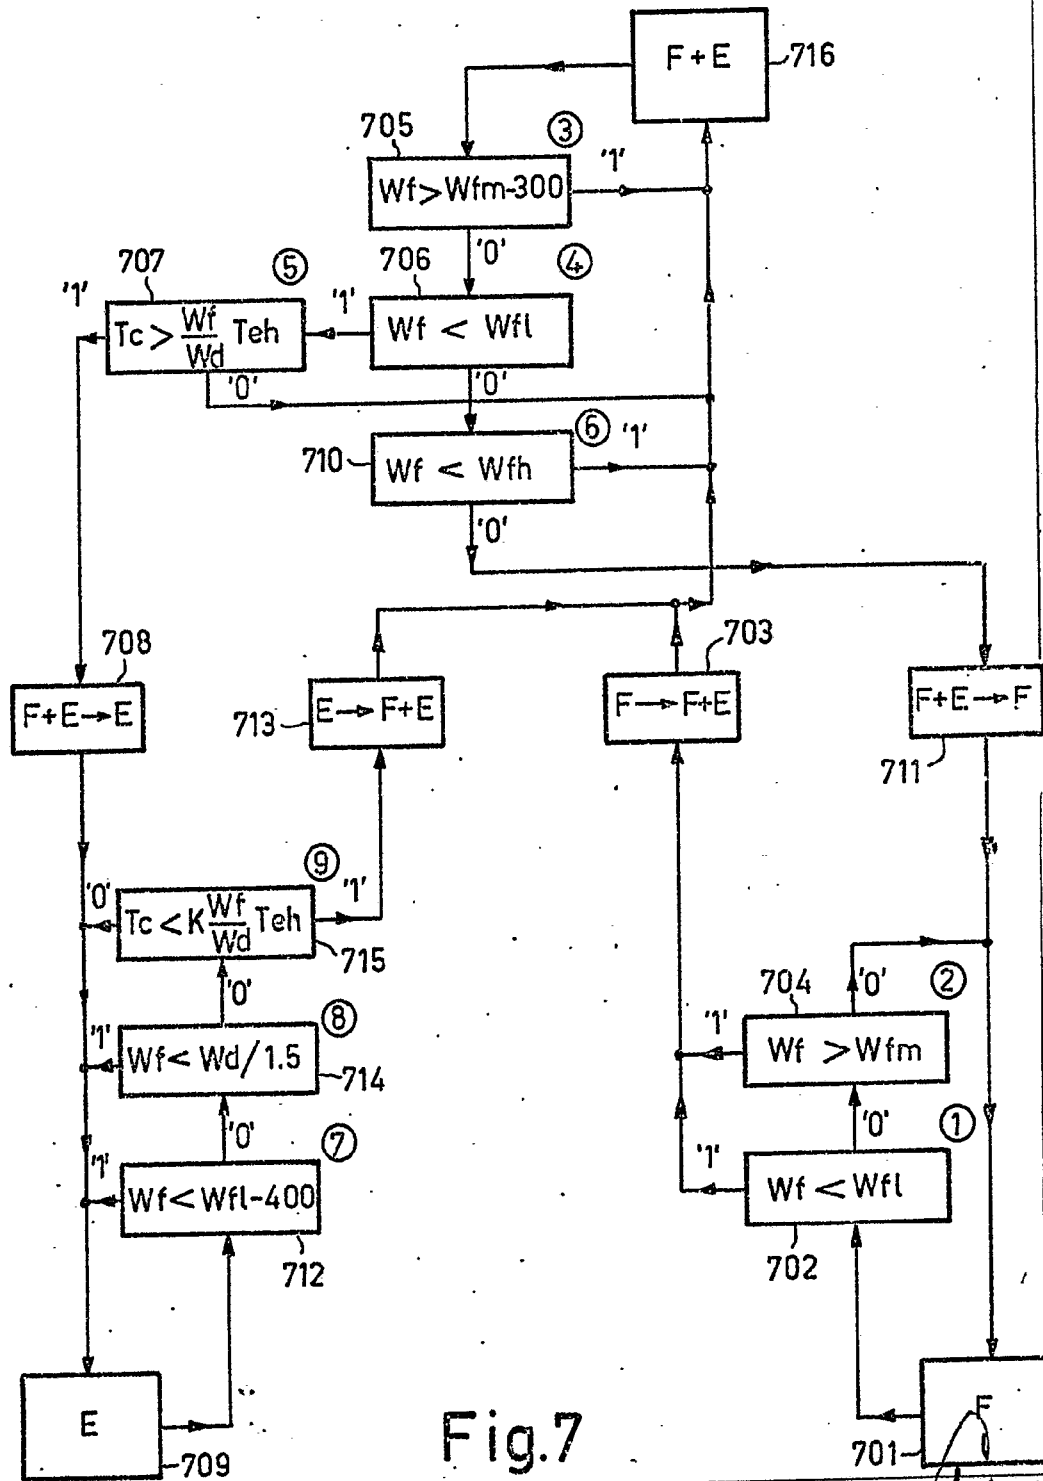 F+E
716
705
③
Wf>Wfm-300
'1'
'0'
707
⑤
706
④
'1'
Tc > Wf/Wd Teh
'1'
Wf < Wfl
'0'
'0'
⑥
'1'
710
Wf < Wfh
'0'
708
F+E→E
713
E→F+E
703
F→F+E
F+E→F
711
⑨
'0'
Tc < K Wf/Wd Teh
'1'
715
'0'
⑧
'1'
Wf < Wd/1.5
714
'0'
⑦
'1'
Wf < Wfl-400
712
704
'0'
②
'1'
Wf > Wfm
'0'
①
'1'
Wf < Wfl
702
E
709
Fig.7
F
701